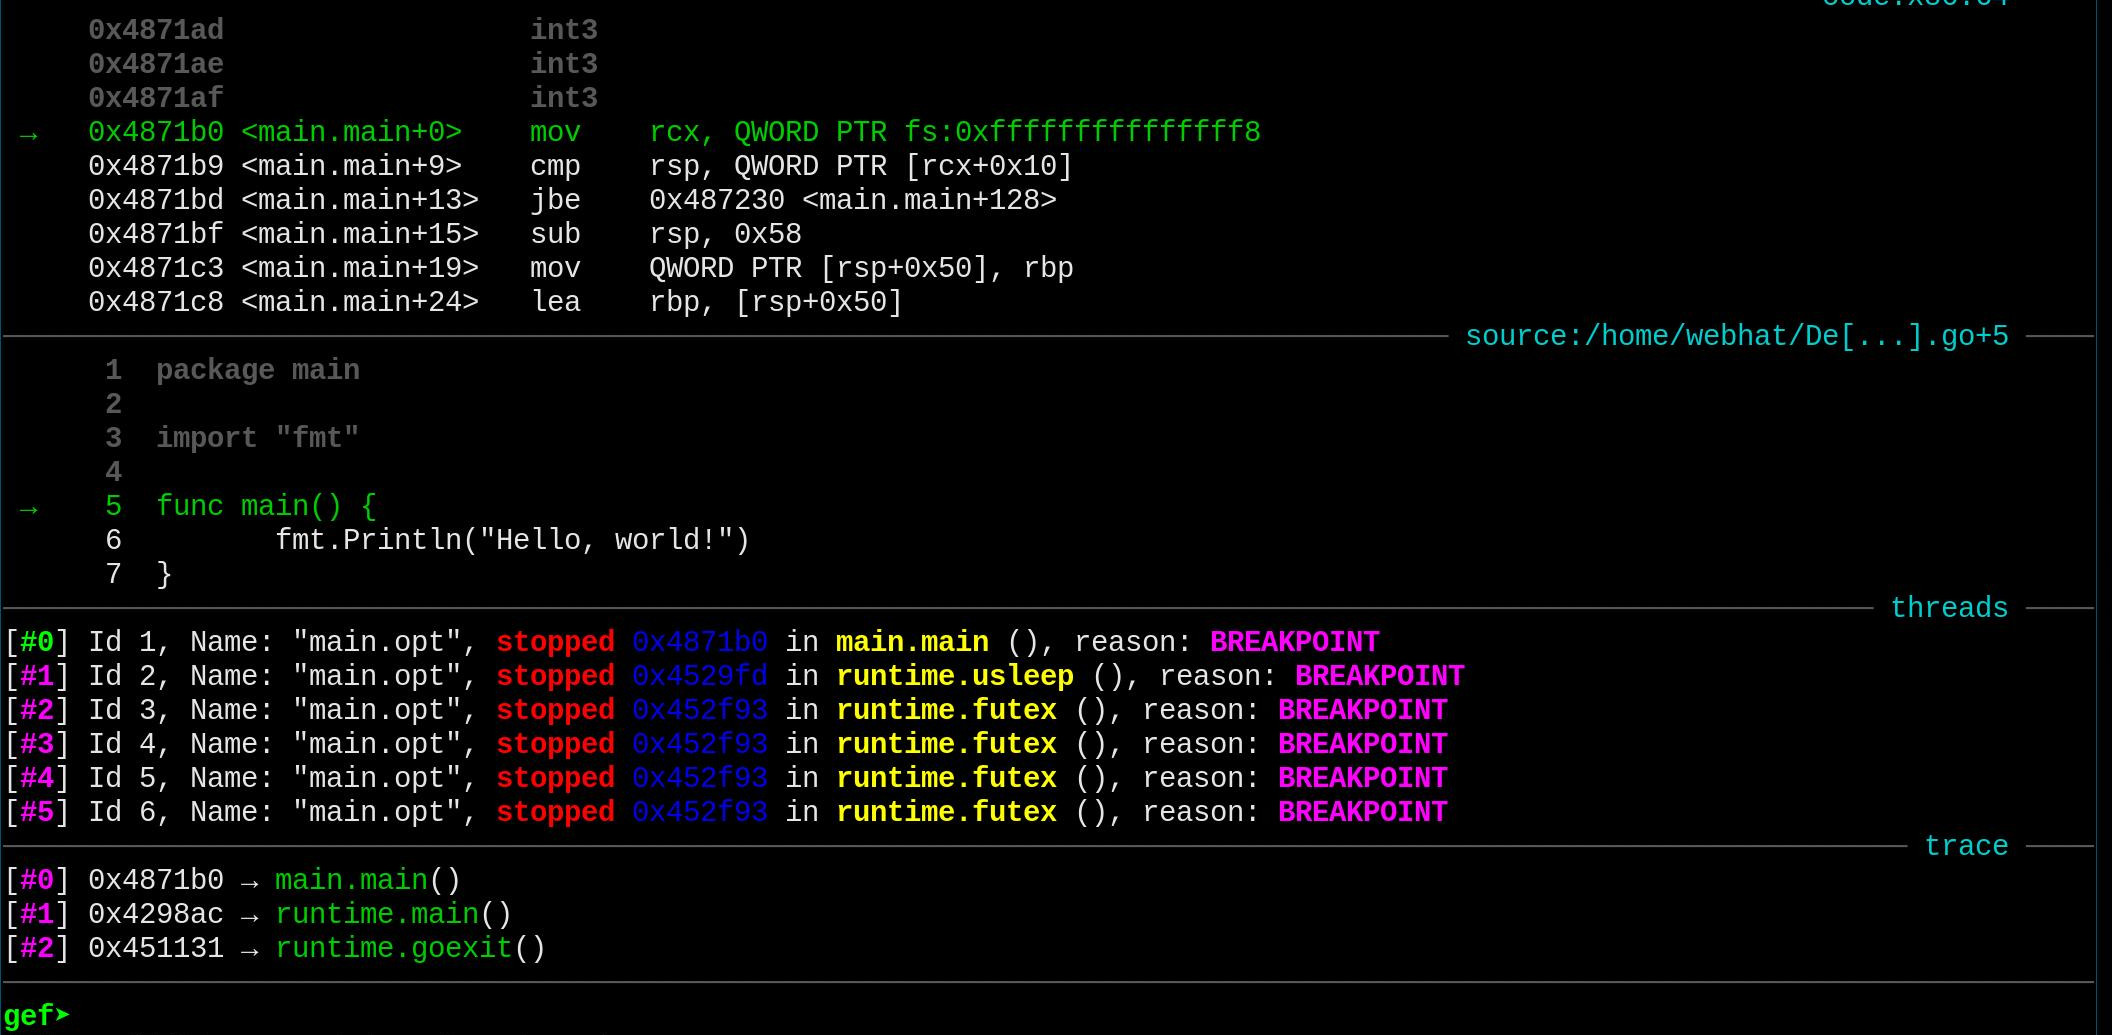 code:x86:64
0x4871ad                  int3
0x4871ae                  int3
0x4871af                  int3
→   0x4871b0 <main.main+0>    mov    rcx, QWORD PTR fs:0xfffffffffffffff8
0x4871b9 <main.main+9>    cmp    rsp, QWORD PTR [rcx+0x10]
0x4871bd <main.main+13>   jbe    0x487230 <main.main+128>
0x4871bf <main.main+15>   sub    rsp, 0x58
0x4871c3 <main.main+19>   mov    QWORD PTR [rsp+0x50], rbp
0x4871c8 <main.main+24>   lea    rbp, [rsp+0x50]
source:/home/webhat/De[...].go+5
1  package main
2
3  import "fmt"
4
→    5  func main() {
6         fmt.Println("Hello, world!")
7  }
threads
[#0] Id 1, Name: "main.opt", stopped 0x4871b0 in main.main (), reason: BREAKPOINT
[#1] Id 2, Name: "main.opt", stopped 0x4529fd in runtime.usleep (), reason: BREAKPOINT
[#2] Id 3, Name: "main.opt", stopped 0x452f93 in runtime.futex (), reason: BREAKPOINT
[#3] Id 4, Name: "main.opt", stopped 0x452f93 in runtime.futex (), reason: BREAKPOINT
[#4] Id 5, Name: "main.opt", stopped 0x452f93 in runtime.futex (), reason: BREAKPOINT
[#5] Id 6, Name: "main.opt", stopped 0x452f93 in runtime.futex (), reason: BREAKPOINT
trace
[#0] 0x4871b0 → main.main()
[#1] 0x4298ac → runtime.main()
[#2] 0x451131 → runtime.goexit()
gef➤